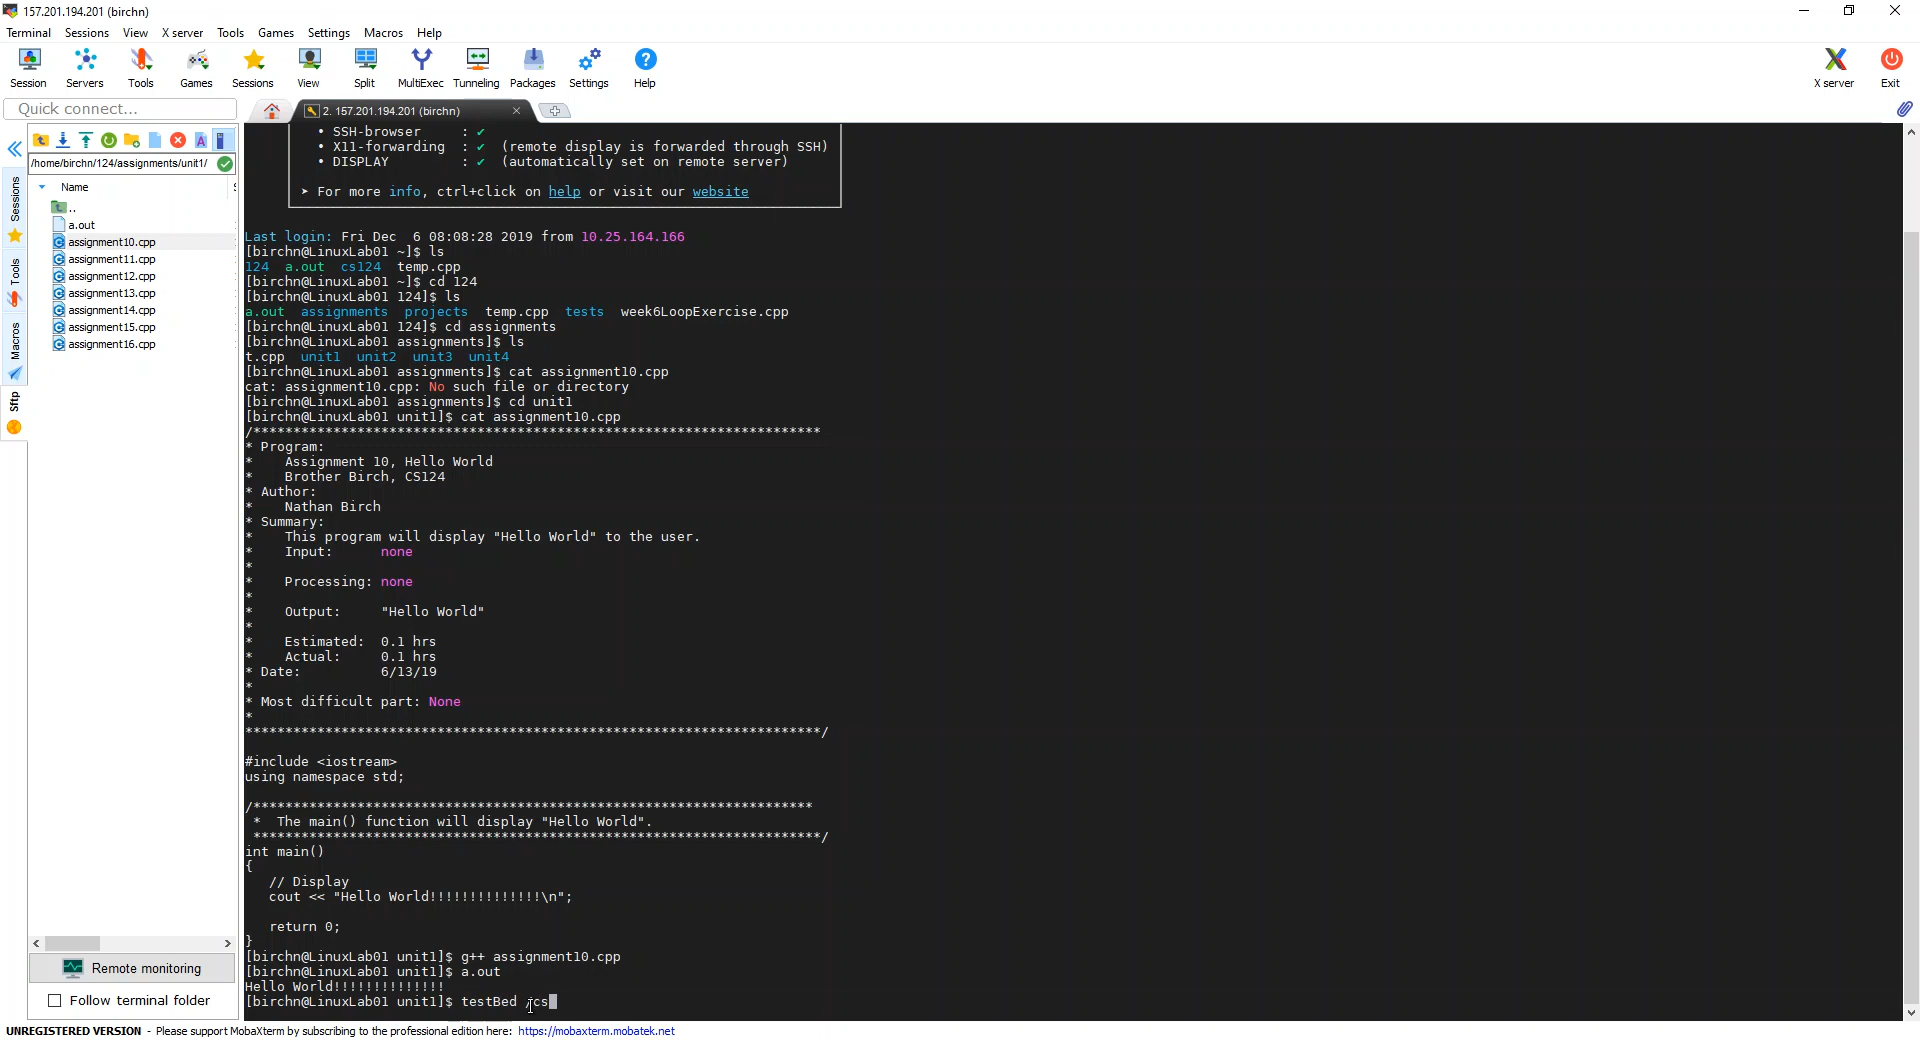 157.201.194.201 (birchn)
Terminal Sessions View X server Tools Games Settings Macros Help
Session Servers Tools Games Sessions View Split MultiExec Tunneling Packages Settings Help X server Exit
Quick connect...
2. 157.201.194.201 (birchn)
/home/birchn/124/assignments/unit1/
Name
..
a.out
assignment10.cpp
assignment11.cpp
assignment12.cpp
assignment13.cpp
assignment14.cpp
assignment15.cpp
assignment16.cpp
Sessions
Tools
Macros
Sftp
Remote monitoring
Follow terminal folder
• SSH-browser : ✔
• X11-forwarding : ✔ (remote display is forwarded through SSH)
• DISPLAY : ✔ (automatically set on remote server)
➤ For more info, ctrl+click on help or visit our website
Last login: Fri Dec  6 08:08:28 2019 from 10.25.164.166
[birchn@LinuxLab01 ~]$ ls
124  a.out  cs124  temp.cpp
[birchn@LinuxLab01 ~]$ cd 124
[birchn@LinuxLab01 124]$ ls
a.out  assignments  projects  temp.cpp  tests  week6LoopExercise.cpp
[birchn@LinuxLab01 124]$ cd assignments
[birchn@LinuxLab01 assignments]$ ls
t.cpp  unit1  unit2  unit3  unit4
[birchn@LinuxLab01 assignments]$ cat assignment10.cpp
cat: assignment10.cpp: No such file or directory
[birchn@LinuxLab01 assignments]$ cd unit1
[birchn@LinuxLab01 unit1]$ cat assignment10.cpp
/***********************************************************************
* Program:
*    Assignment 10, Hello World
*    Brother Birch, CS124
* Author:
*    Nathan Birch
* Summary:
*    This program will display "Hello World" to the user.
*    Input:      none
*
*    Processing: none
*
*    Output:     "Hello World"
*
*    Estimated:  0.1 hrs
*    Actual:     0.1 hrs
* Date:          6/13/19
*
* Most difficult part: None
*
************************************************************************/
#include <iostream>
using namespace std;
/**********************************************************************
 *  The main() function will display "Hello World".
 ***********************************************************************/
int main()
{
   // Display
   cout << "Hello World!!!!!!!!!!!!!!\n";
   return 0;
}
[birchn@LinuxLab01 unit1]$ g++ assignment10.cpp
[birchn@LinuxLab01 unit1]$ a.out
Hello World!!!!!!!!!!!!!!
[birchn@LinuxLab01 unit1]$ testBed /cs
UNREGISTERED VERSION - Please support MobaXterm by subscribing to the professional edition here: https://mobaxterm.mobatek.net